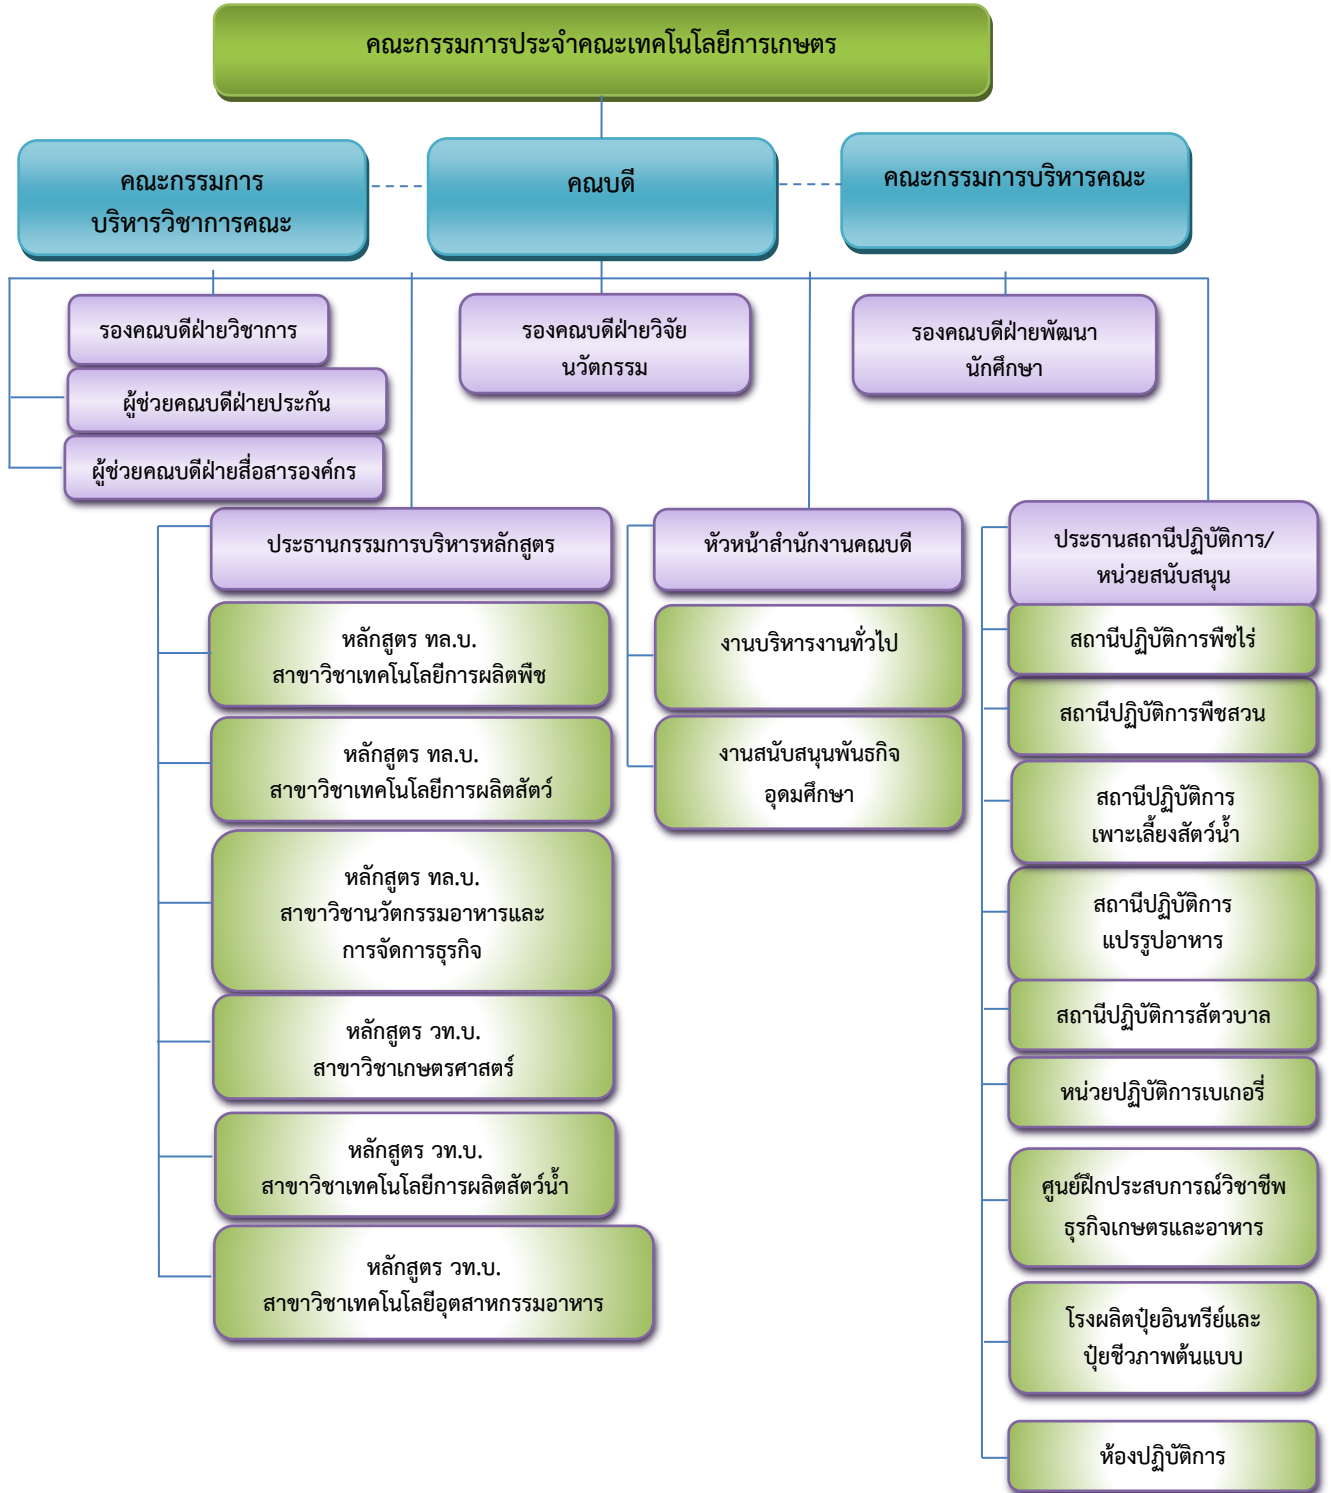 คณะกรรมการประจำคณะเทคโนโลยีการเกษตร
คณะกรรมการ
บริหารวิชาการคณะ
คณบดี
คณะกรรมการบริหารคณะ
รองคณบดีฝ่ายวิชาการ
รองคณบดีฝ่ายวิจัย
นวัตกรรม
รองคณบดีฝ่ายพัฒนา
นักศึกษา
ผู้ช่วยคณบดีฝ่ายประกัน
ผู้ช่วยคณบดีฝ่ายสื่อสารองค์กร
ประธานกรรมการบริหารหลักสูตร
หลักสูตร ทล.บ.
สาขาวิชาเทคโนโลยีการผลิตพืช
หลักสูตร ทล.บ.
สาขาวิชาเทคโนโลยีการผลิตสัตว์
หลักสูตร ทล.บ.
สาขาวิชานวัตกรรมอาหารและ
การจัดการธุรกิจ
หลักสูตร วท.บ.
สาขาวิชาเกษตรศาสตร์
หลักสูตร วท.บ.
สาขาวิชาเทคโนโลยีการผลิตสัตว์น้ำ
หลักสูตร วท.บ.
สาขาวิชาเทคโนโลยีอุตสาหกรรมอาหาร
หัวหน้าสำนักงานคณบดี
งานบริหารงานทั่วไป
งานสนับสนุนพันธกิจ
อุดมศึกษา
ประธานสถานีปฏิบัติการ/
หน่วยสนับสนุน
สถานีปฏิบัติการพืชไร่
สถานีปฏิบัติการพืชสวน
สถานีปฏิบัติการ
เพาะเลี้ยงสัตว์น้ำ
สถานีปฏิบัติการ
แปรรูปอาหาร
สถานีปฏิบัติการสัตวบาล
หน่วยปฏิบัติการเบเกอรี่
ศูนย์ฝึกประสบการณ์วิชาชีพ
ธุรกิจเกษตรและอาหาร
โรงผลิตปุ๋ยอินทรีย์และ
ปุ๋ยชีวภาพต้นแบบ
ห้องปฏิบัติการ